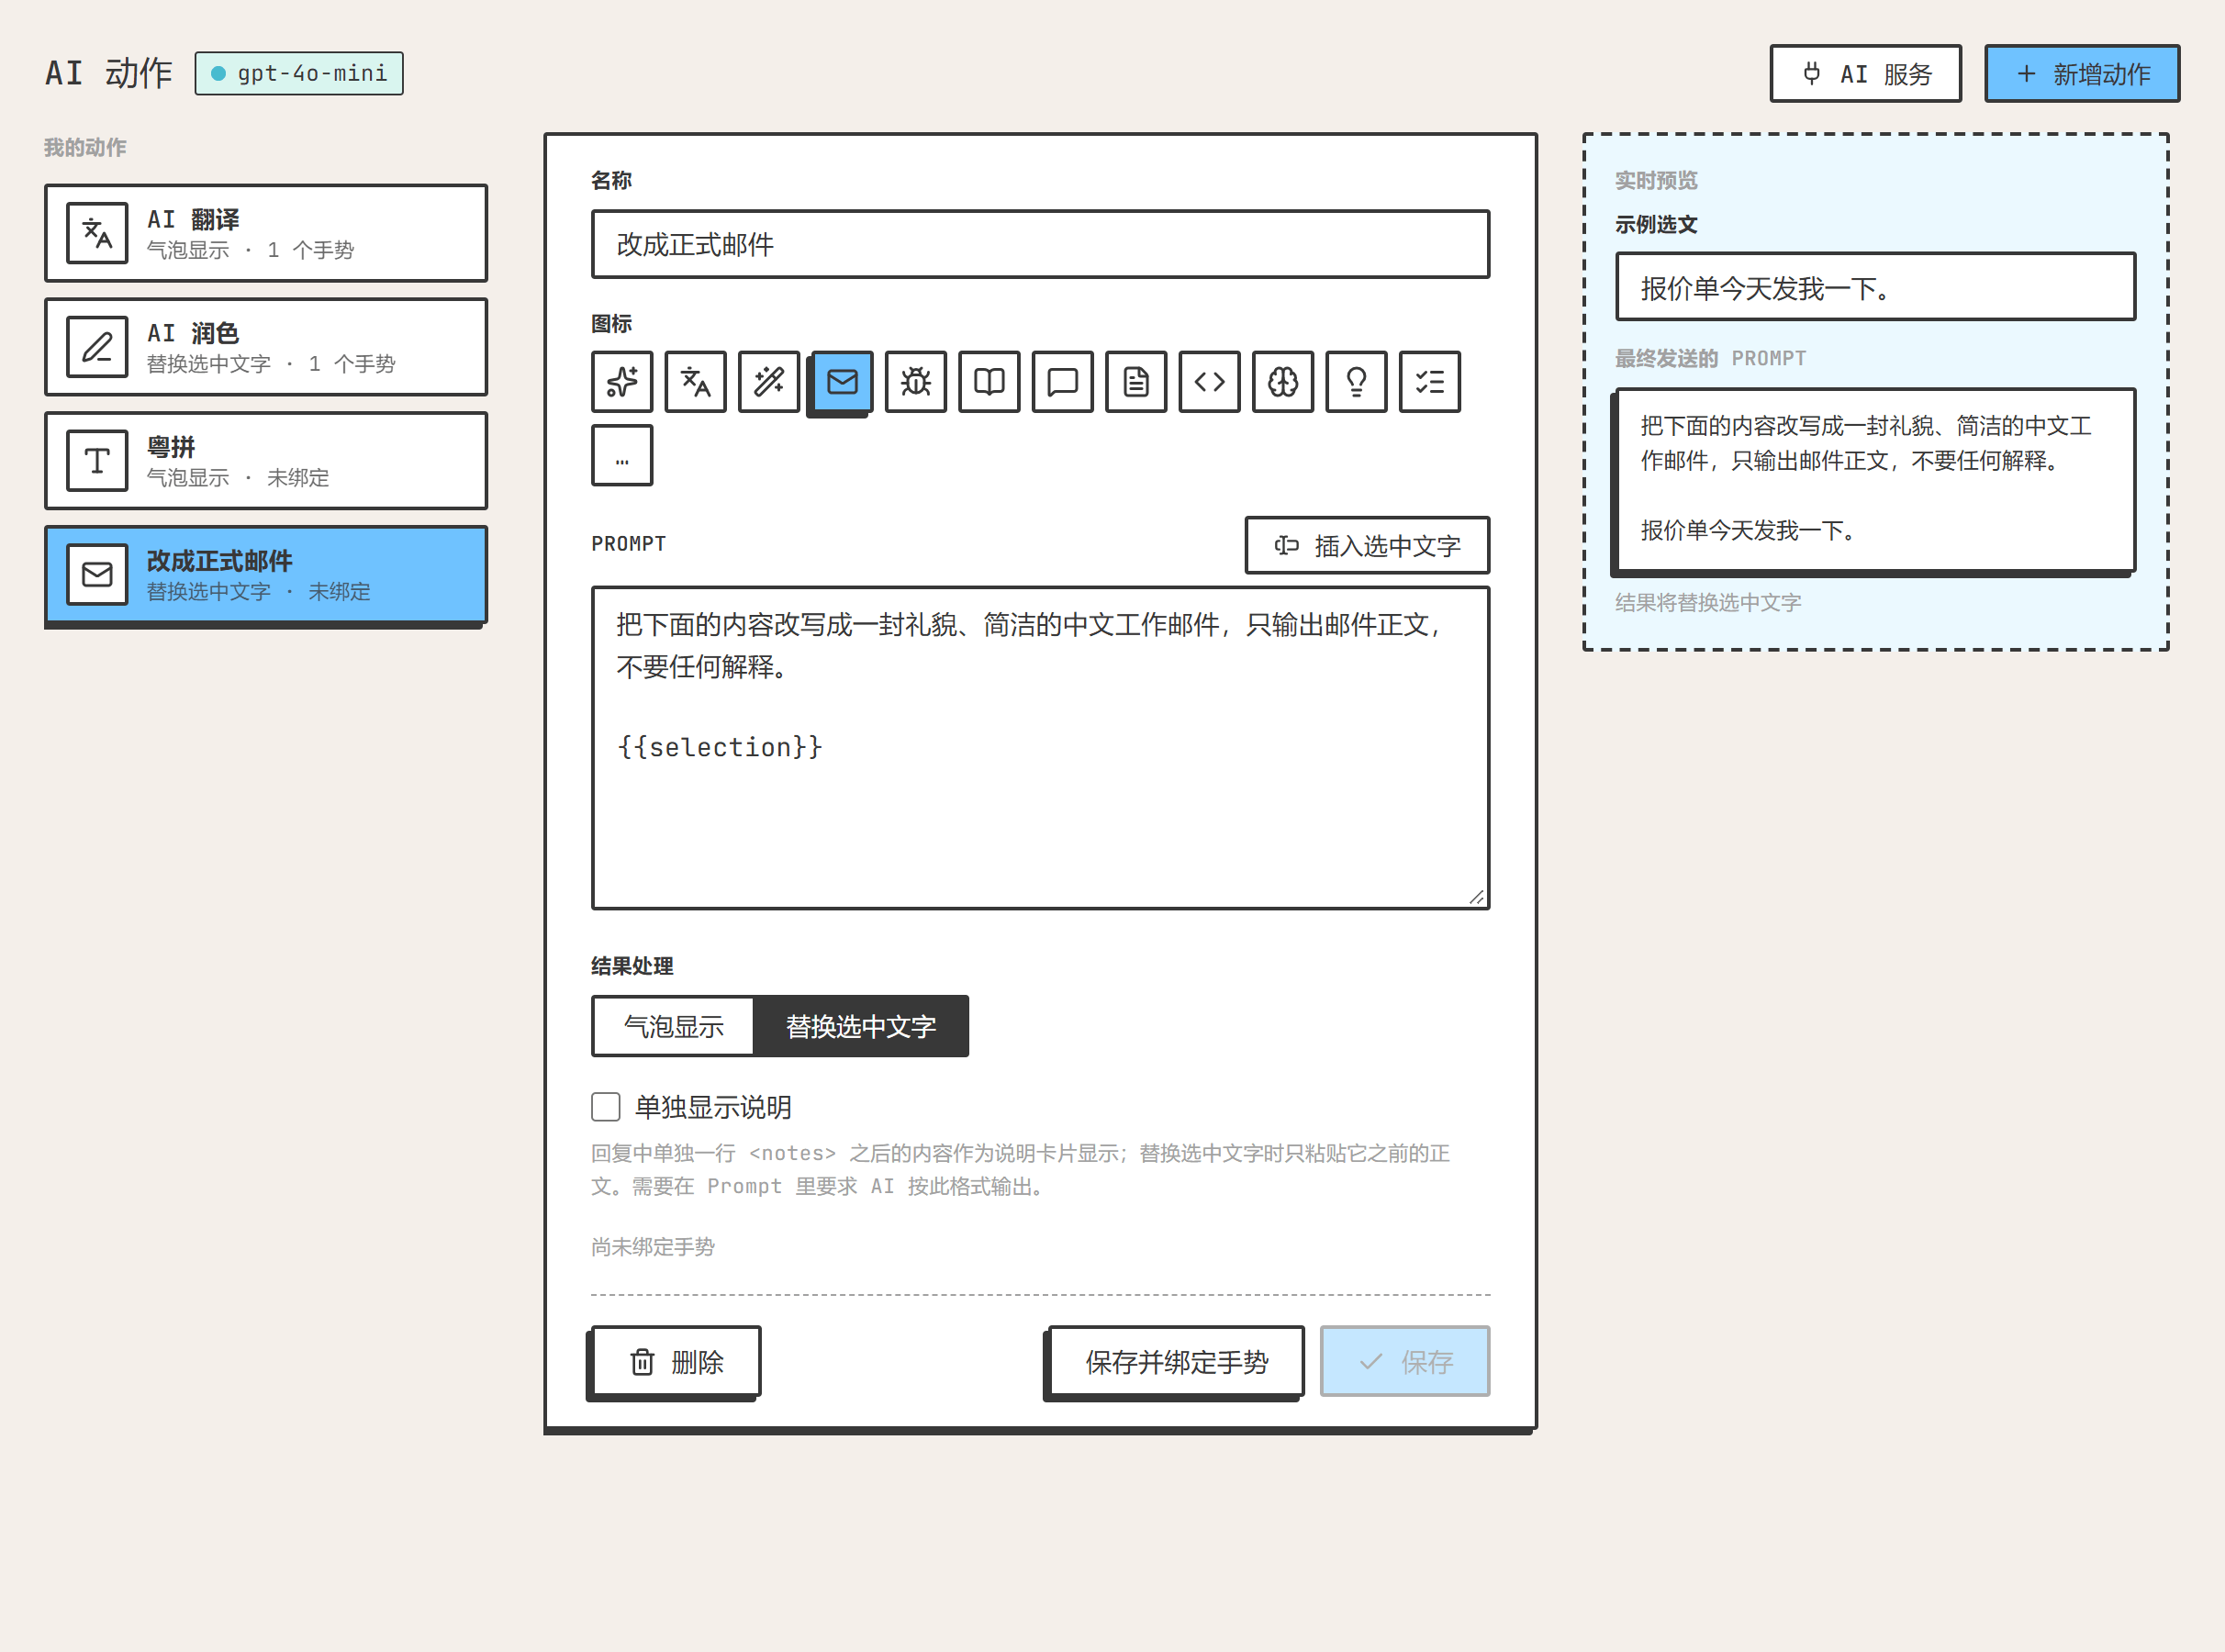 AI 动作
gpt-4o-mini
AI 服务
新增动作
我的动作
AI 翻译
气泡显示 · 1 个手势
AI 润色
替换选中文字 · 1 个手势
粤拼
气泡显示 · 未绑定
改成正式邮件
替换选中文字 · 未绑定
名称
改成正式邮件
图标
…
PROMPT
插入选中文字
把下面的内容改写成一封礼貌、简洁的中文工作邮件，只输出邮件正文，
不要任何解释。
{{selection}}
结果处理
气泡显示
替换选中文字
单独显示说明
回复中单独一行 <notes> 之后的内容作为说明卡片显示；替换选中文字时只粘贴它之前的正
文。需要在 Prompt 里要求 AI 按此格式输出。
尚未绑定手势
删除
保存并绑定手势
保存
实时预览
示例选文
报价单今天发我一下。
最终发送的 PROMPT
把下面的内容改写成一封礼貌、简洁的中文工
作邮件，只输出邮件正文，不要任何解释。
报价单今天发我一下。
结果将替换选中文字